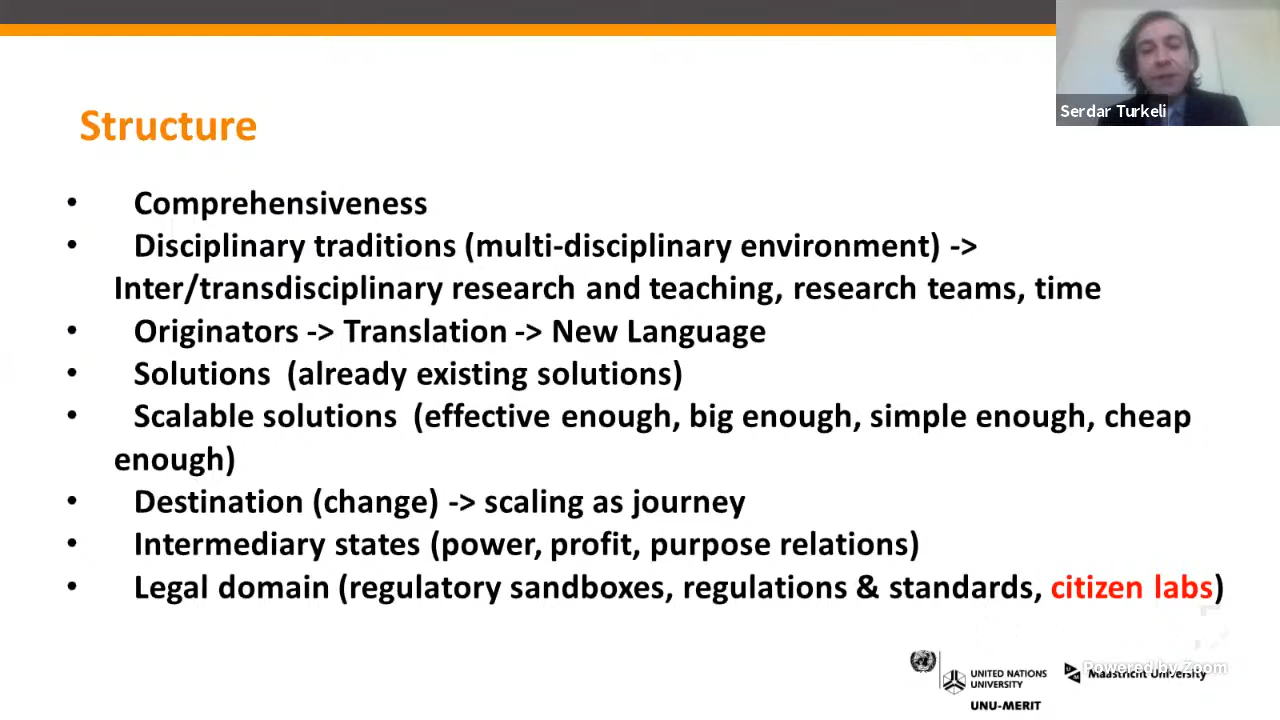 Serdar Turkeli
Structure
• Comprehensiveness
• Disciplinary traditions (multi-disciplinary environment) ->
Inter/transdisciplinary research and teaching, research teams, time
• Originators -> Translation -> New Language
• Solutions (already existing solutions)
• Scalable solutions (effective enough, big enough, simple enough, cheap
enough)
• Destination (change) -> scaling as journey
• Intermediary states (power, profit, purpose relations)
• Legal domain (regulatory sandboxes, regulations & standards, citizen labs)
UNITED NATIONS
UNIVERSITY
UNU-MERIT
Maastricht University
Powered by Zoom